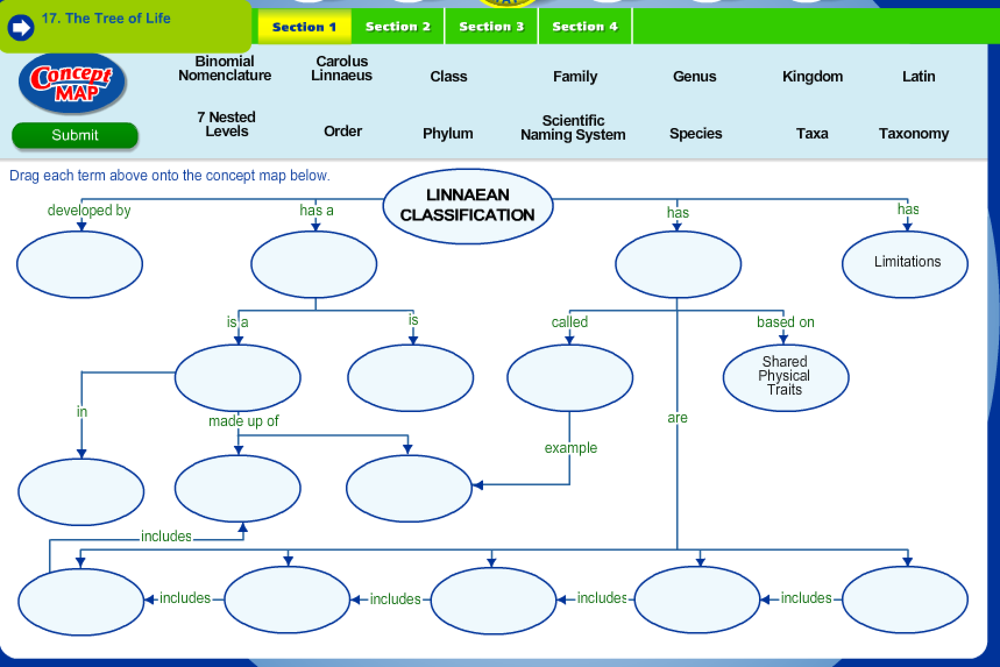 17. The Tree of Life
Section 1
Section 2
Section 3
Section 4
Concept
MAP
Submit
Binomial
Nomenclature
Carolus
Linnaeus
Class
Family
Genus
Kingdom
Latin
7 Nested
Levels
Order
Phylum
Scientific
Naming System
Species
Taxa
Taxonomy
Drag each term above onto the concept map below.
LINNAEAN
CLASSIFICATION
developed by
has a
has
has
Limitations
is a
is
called
based on
Shared
Physical
Traits
in
made up of
are
example
includes
includes
includes
includes
includes